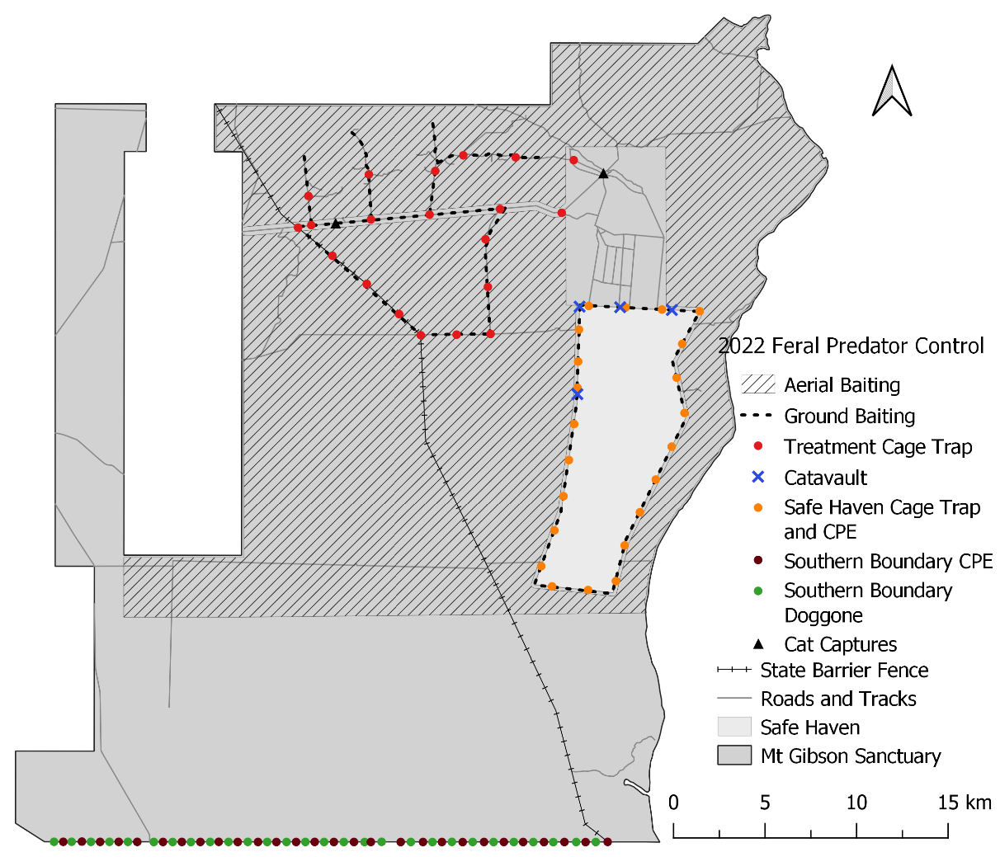 2022 Feral Predator Control
Aerial Baiting
Ground Baiting
Treatment Cage Trap
Catavault
Safe Haven Cage Trap
and CPE
Southern Boundary CPE
Southern Boundary
Doggone
Cat Captures
State Barrier Fence
Roads and Tracks
Safe Haven
Mt Gibson Sanctuary
0 5 10 15 km